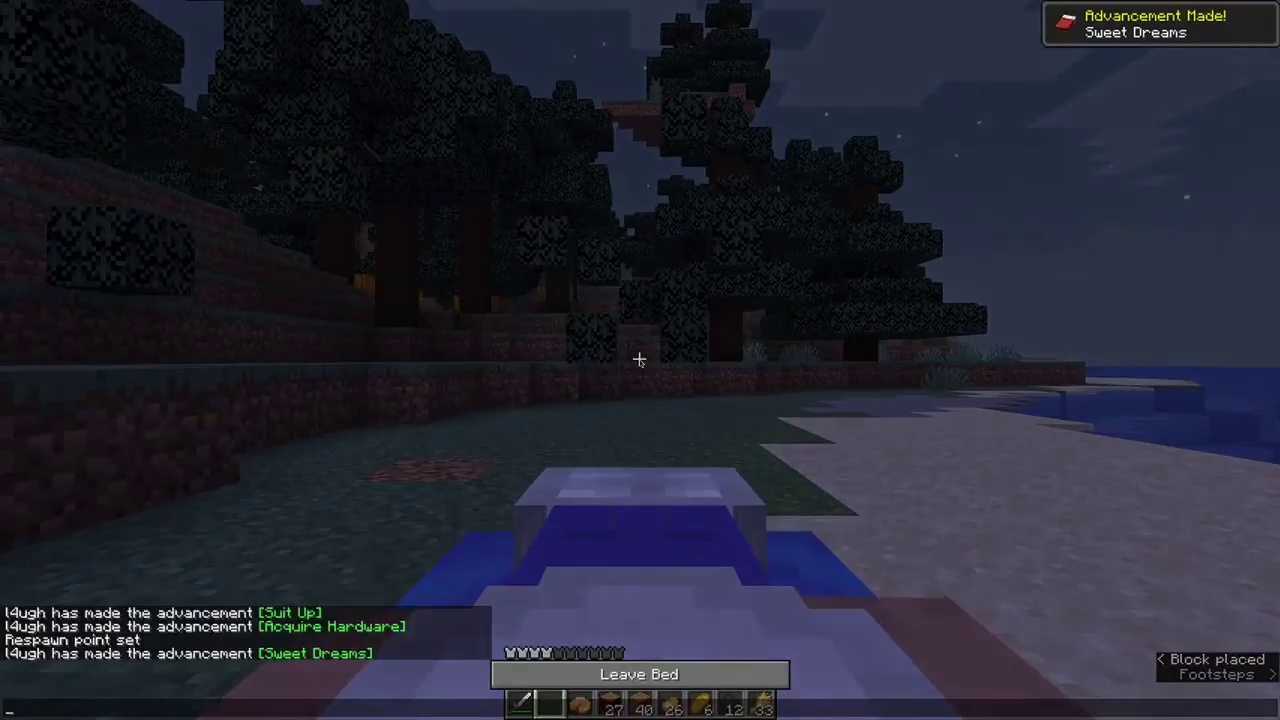 Advancement Made!
Sweet Dreams
l4ugh has made the advancement [Suit Up]
l4ugh has made the advancement [Acquire Hardware]
Respawn point set
l4ugh has made the advancement [Sweet Dreams]
Leave Bed
< Block placed
Footsteps >
27 40 26 6 12 33
_